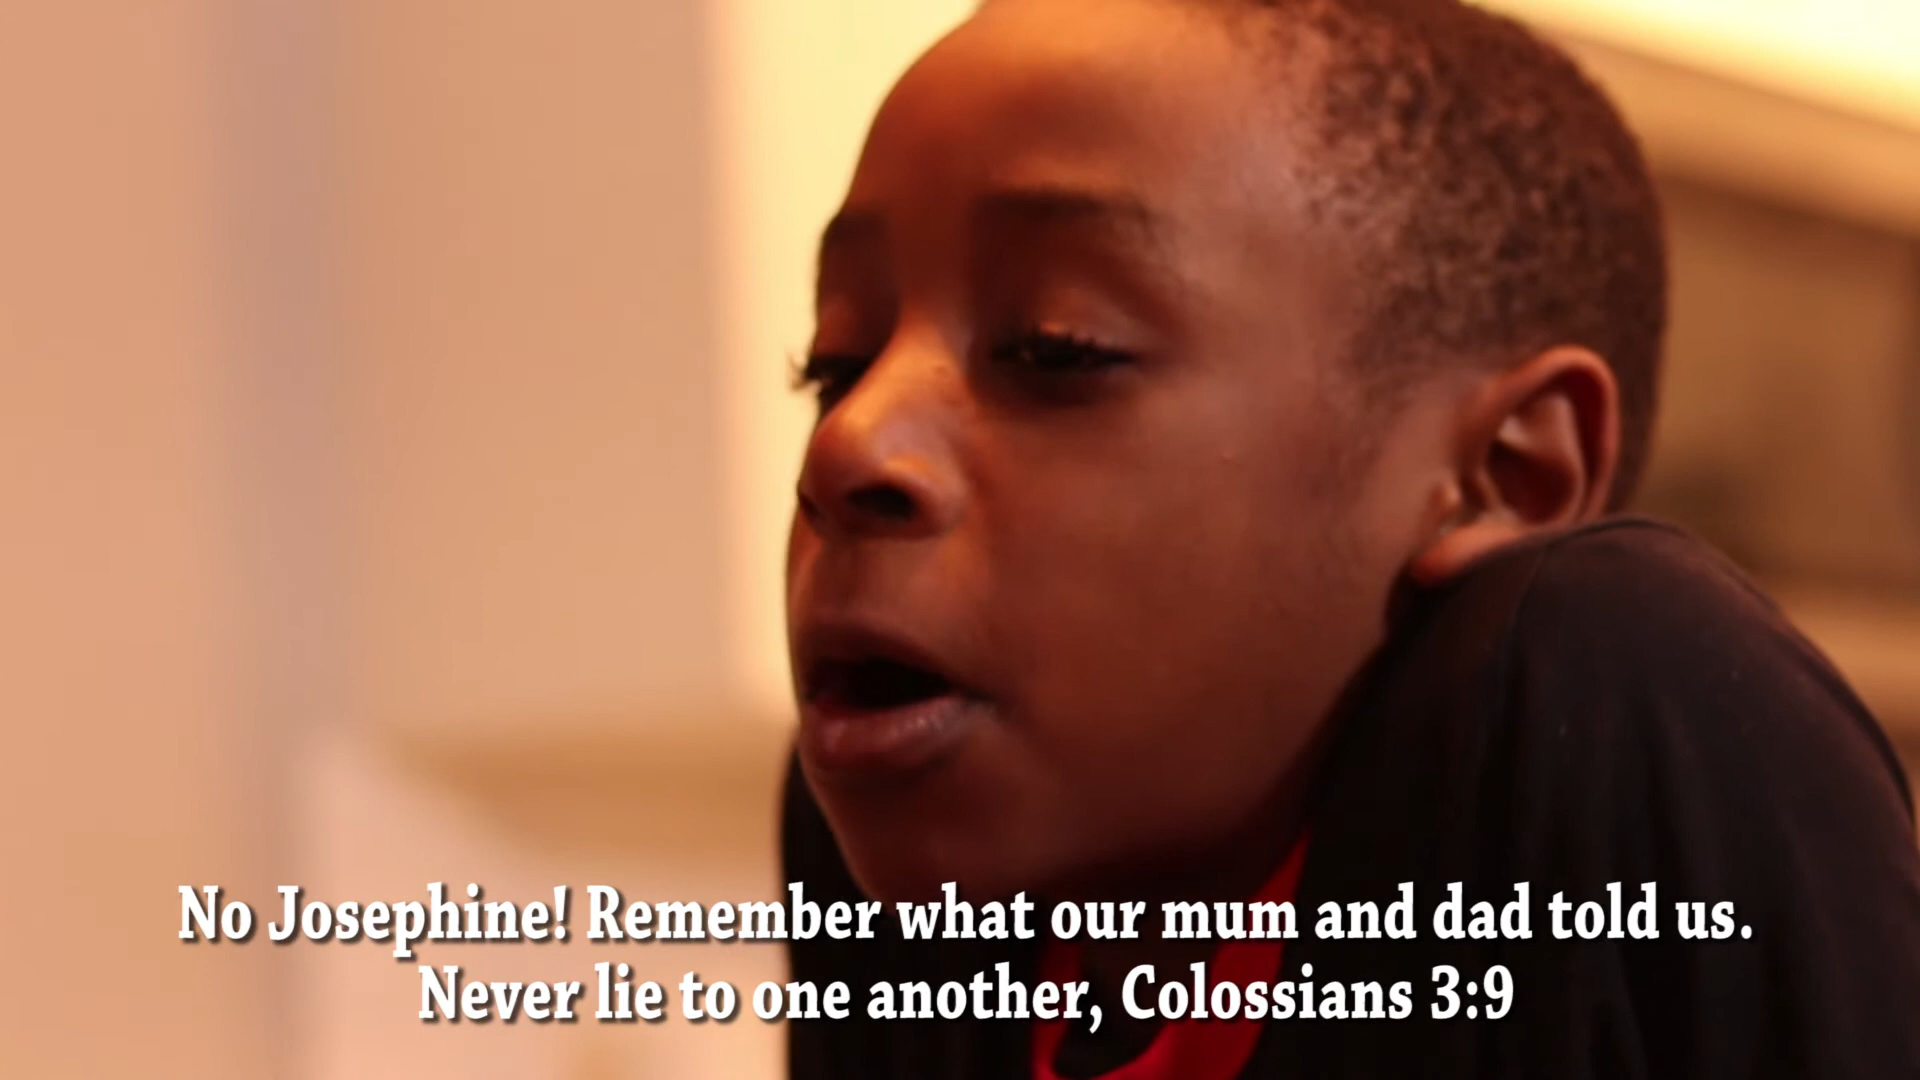 No Josephine! Remember what our mum and dad told us.
Never lie to one another, Colossians 3:9